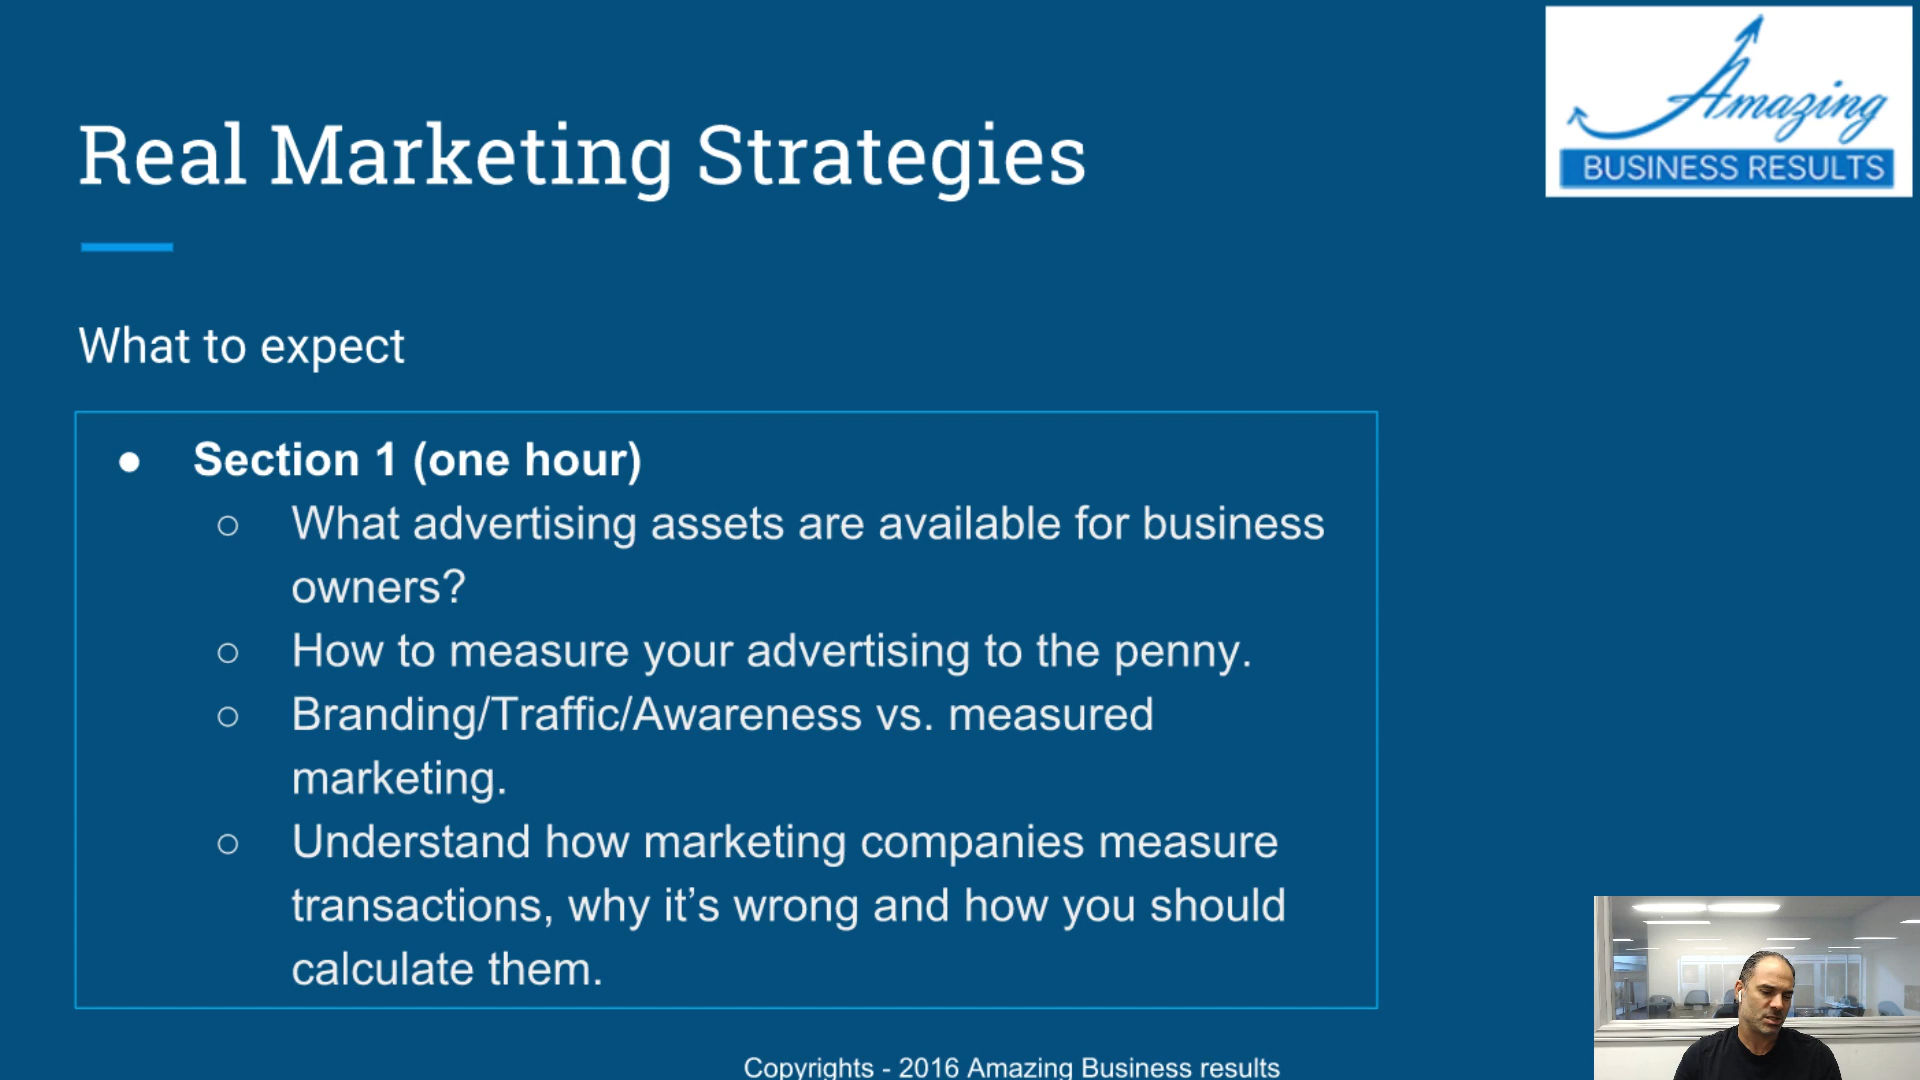 Amazing
BUSINESS RESULTS
Real Marketing Strategies
What to expect
● Section 1 (one hour)
○ What advertising assets are available for business
owners?
○ How to measure your advertising to the penny.
○ Branding/Traffic/Awareness vs. measured
marketing.
○ Understand how marketing companies measure
transactions, why it’s wrong and how you should
calculate them.
Copyrights - 2016 Amazing Business results